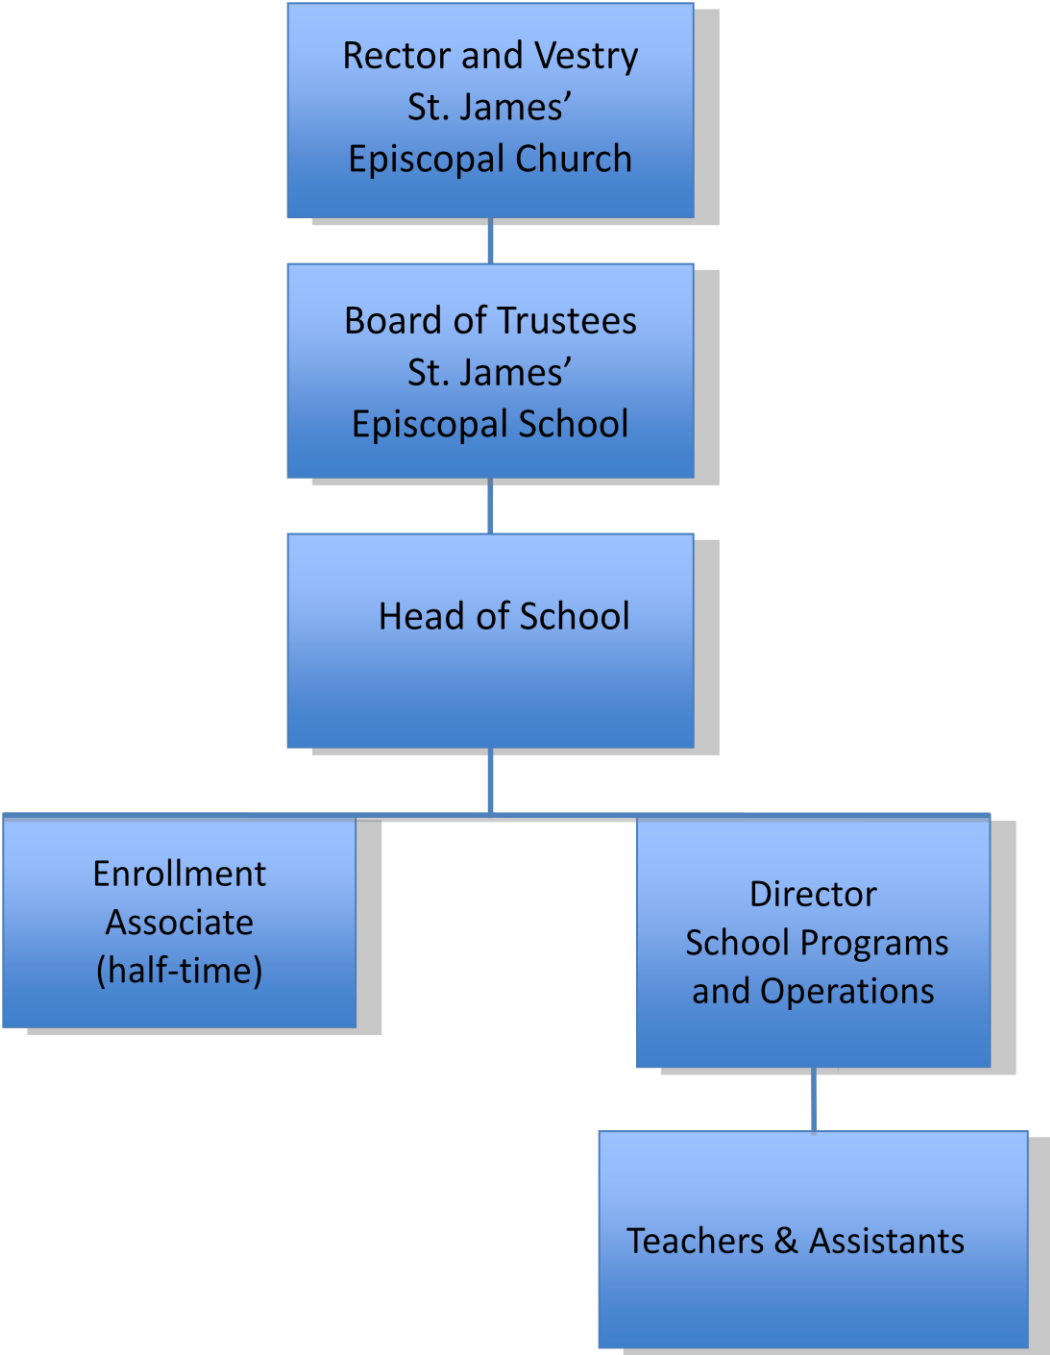 Rector and Vestry
St. James’
Episcopal Church
Board of Trustees
St. James’
Episcopal School
Head of School
Enrollment
Associate
(half-time)
Director
School Programs
and Operations
Teachers & Assistants